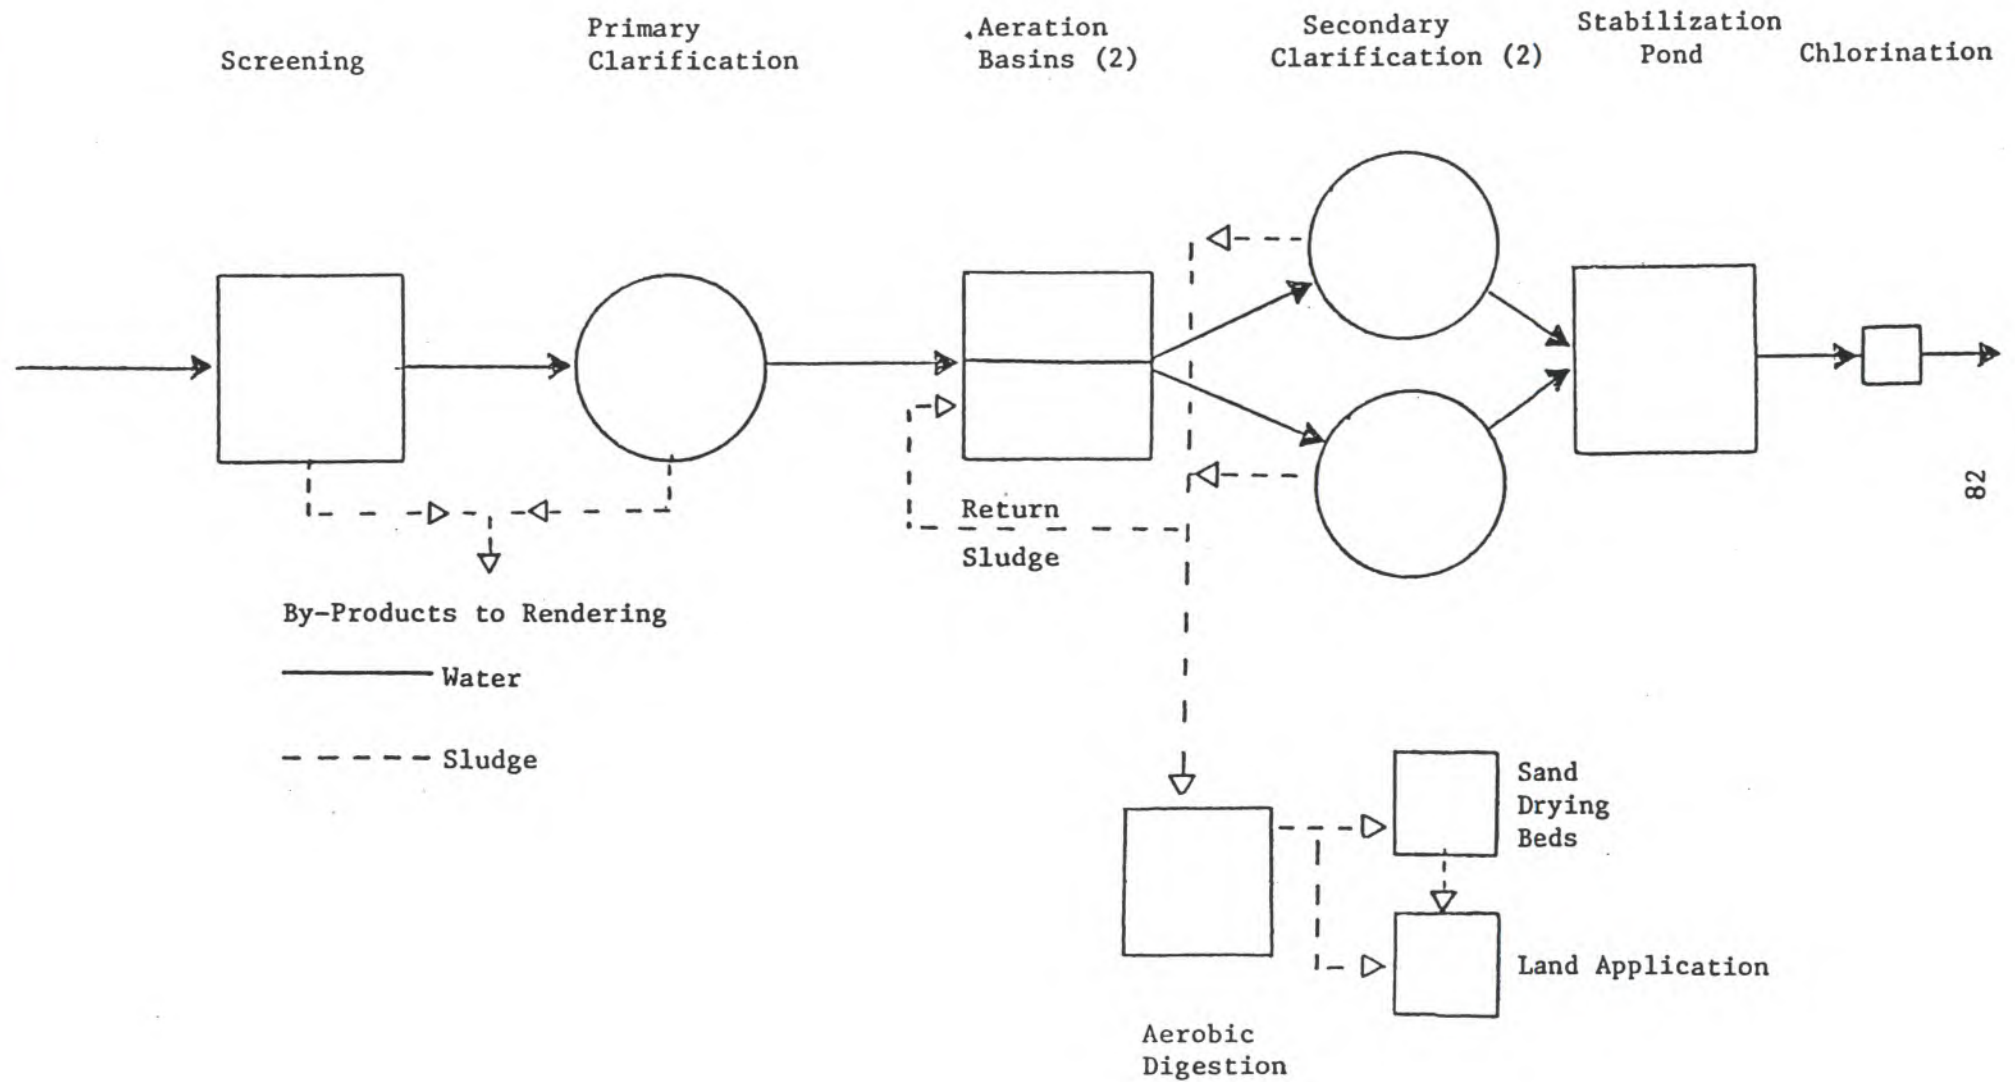 Screening
Primary
Clarification
Aeration
Basins (2)
Secondary
Clarification (2)
Stabilization
Pond
Chlorination
82
Return
Sludge
By-Products to Rendering
Water
Sludge
Sand
Drying
Beds
Land Application
Aerobic
Digestion